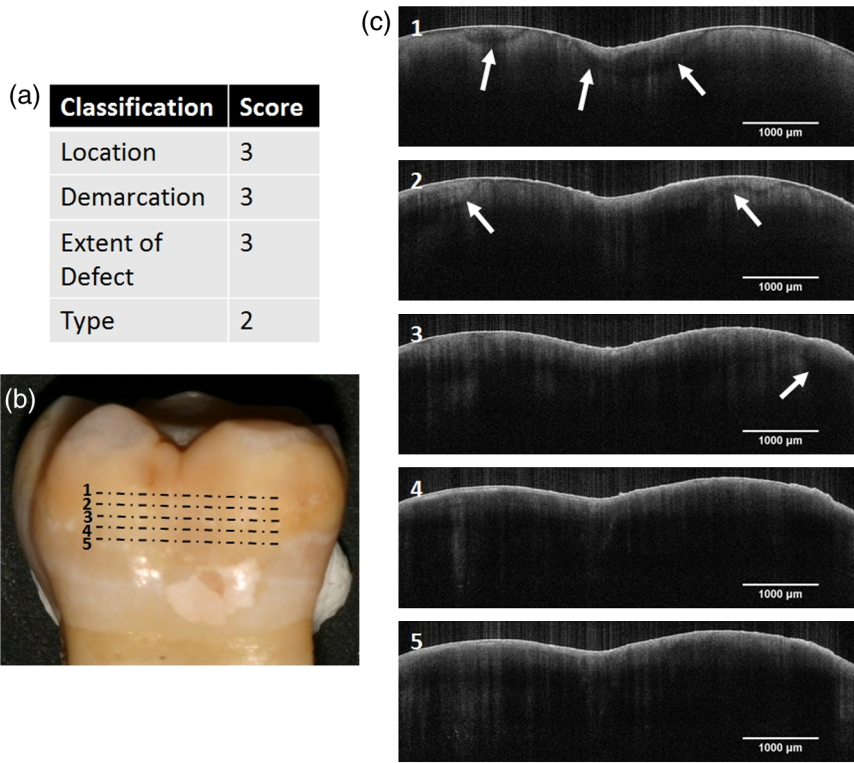 (a)
Classification Score
Location 3
Demarcation 3
Extent of 3
Defect
Type 2
(b)
1
2
3
4
5
(c)
1
1000 µm
2
1000 µm
3
1000 µm
4
1000 µm
5
1000 µm